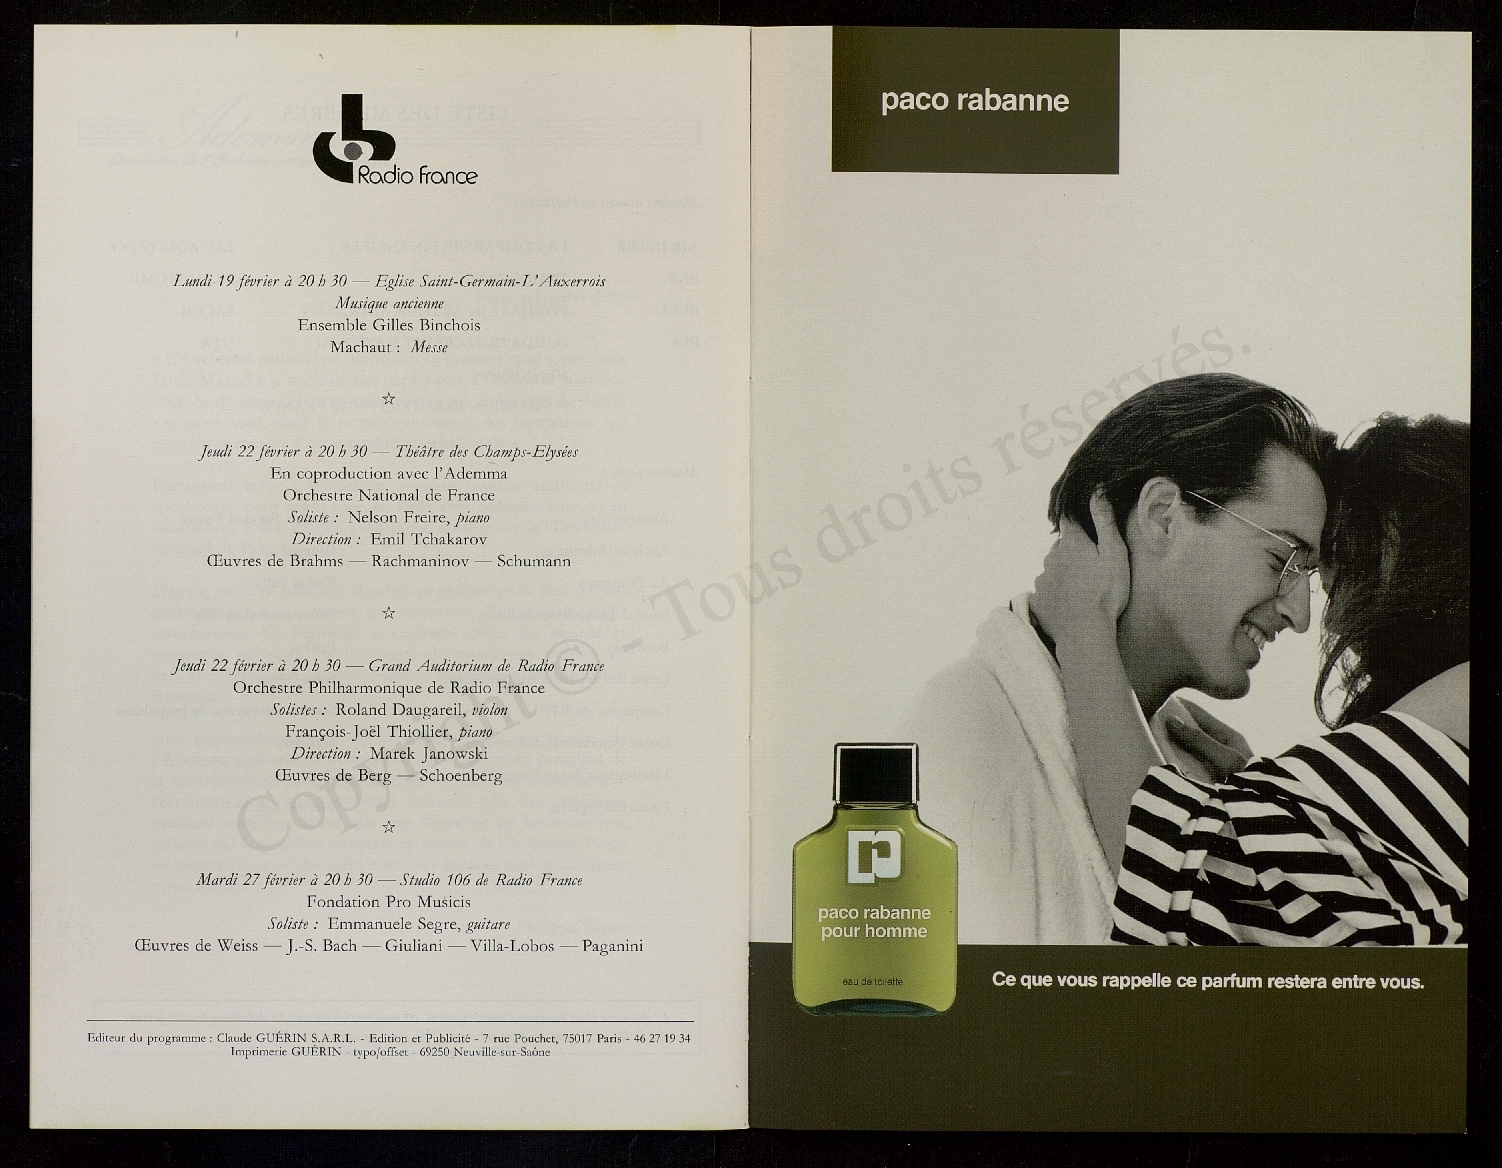 Radio France
Lundi 19 février à 20 h 30 — Eglise Saint-Germain-L'Auxerrois
Musique ancienne
Ensemble Gilles Binchois
Machaut : Messe
☆
Jeudi 22 février à 20 h 30 — Théâtre des Champs-Elysées
En coproduction avec l'Ademma
Orchestre National de France
Soliste : Nelson Freire, piano
Direction : Emil Tchakarov
Œuvres de Brahms — Rachmaninov — Schumann
☆
Jeudi 22 février à 20 h 30 — Grand Auditorium de Radio France
Orchestre Philharmonique de Radio France
Solistes : Roland Daugareil, violon
François-Joël Thiollier, piano
Direction : Marek Janowski
Œuvres de Berg — Schoenberg
☆
Mardi 27 février à 20 h 30 — Studio 106 de Radio France
Fondation Pro Musicis
Soliste : Emmanuele Segre, guitare
Œuvres de Weiss — J.-S. Bach — Giuliani — Villa-Lobos — Paganini
Editeur du programme : Claude GUÉRIN S.A.R.L. - Edition et Publicité - 7 rue Pouchet, 75017 Paris - 46 27 19 34
Imprimerie GUÉRIN - typo/offset - 69250 Neuville-sur-Saône
paco rabanne
paco rabanne
pour homme
eau de toilette
Ce que vous rappelle ce parfum restera entre vous.
Copyright © - Tous droits réservés.